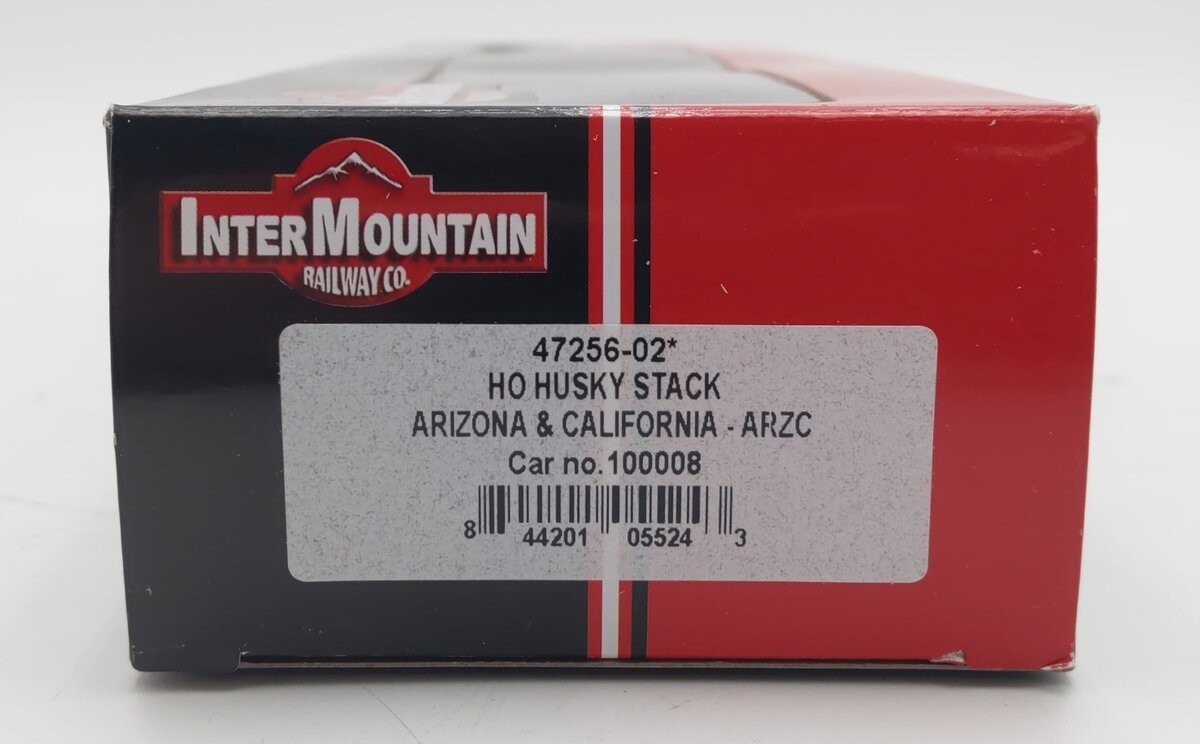 INTERMOUNTAIN
RAILWAY CO.
47256-02*
HO HUSKY STACK
ARIZONA & CALIFORNIA - ARZC
Car no.100008
8 44201 05524 3